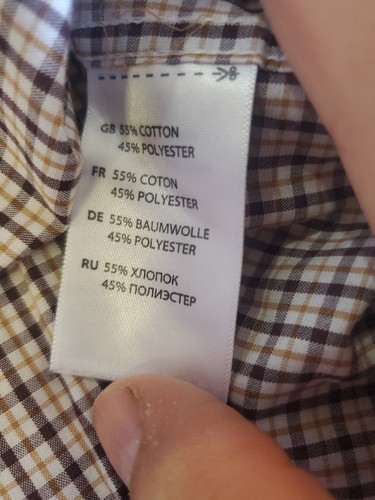 GB 55% COTTON
45% POLYESTER
FR 55% COTON
45% POLYESTER
DE 55% BAUMWOLLE
45% POLYESTER
RU 55% ХЛОПОК
45% ПОЛИЭСТЕР